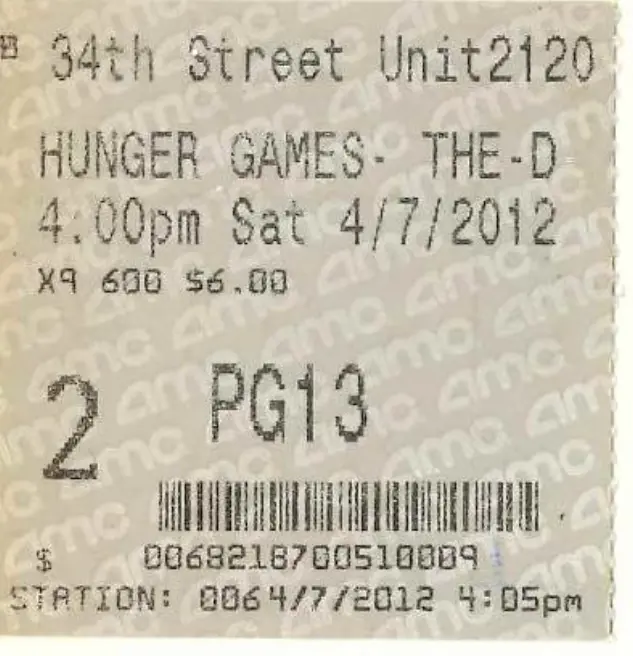 34th Street Unit2120
HUNGER GAMES- THE-D
4:00pm Sat 4/7/2012
X9 600 $6.00
2 PG13
$ 0068218700510009
STATION: 0064/7/2012 4:05pm